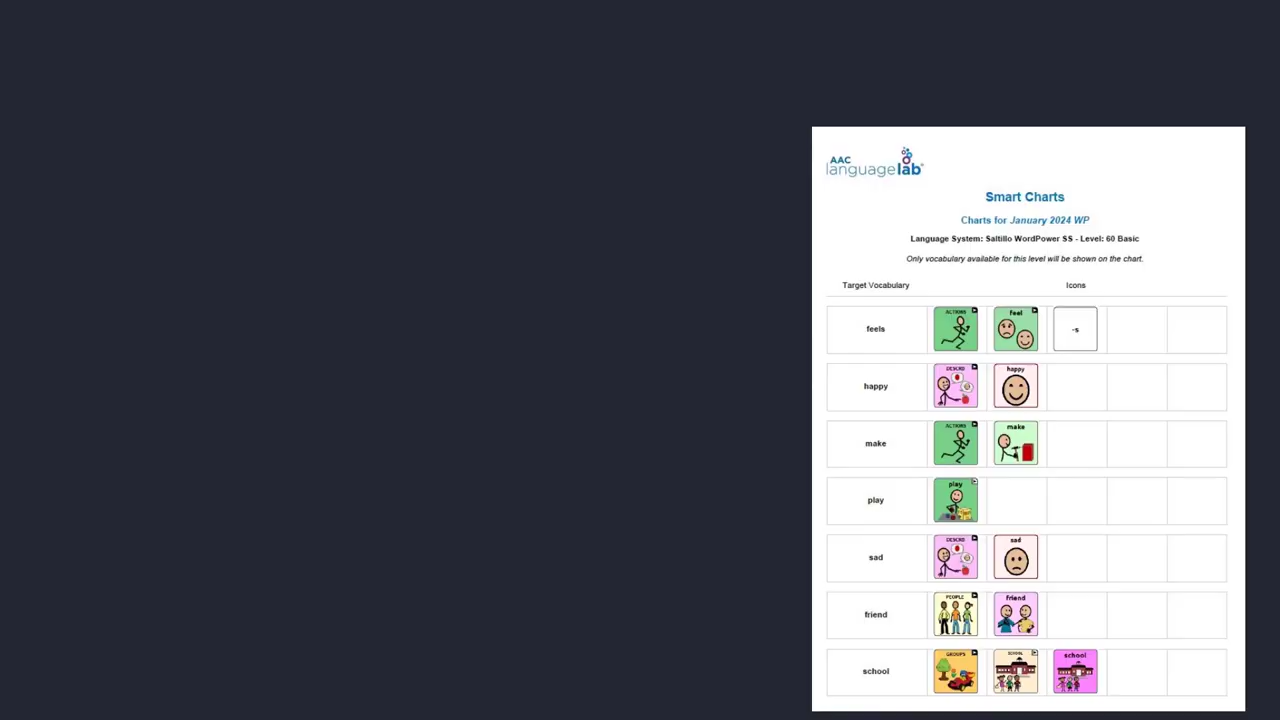 AAC
languagelab
Smart Charts
Charts for January 2024 WP
Language System: Saltillo WordPower SS - Level: 60 Basic
Only vocabulary available for this level will be shown on the chart.
Target Vocabulary Icons
feels ACTIONS feel -s
happy DESCRB happy
make ACTIONS make
play play
sad DESCRB sad
friend PEOPLE friend
school GROUPS SCHOOL school